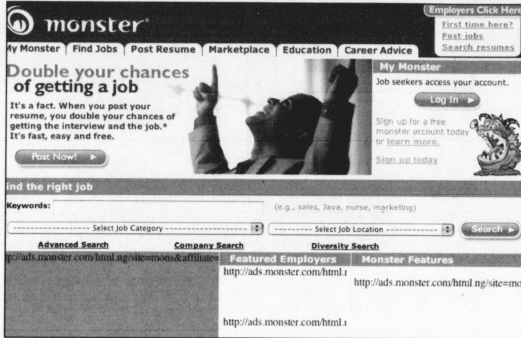 monster®
Employers Click Here
First time here?
Post jobs
Search resumes
My Monster Find Jobs Post Resume Marketplace Education Career Advice
Double your chances
of getting a job
It's a fact. When you post your
resume, you double your chances of
getting the interview and the job.*
It's fast, easy and free.
Post Now!
My Monster
Job seekers access your account.
Log In
Sign up for a free
monster account today
or learn more.
Sign up today
ind the right job
Keywords:
(e.g., sales, Java, nurse, marketing)
Select Job Category
Select Job Location
Search
Advanced Search Company Search Diversity Search
p://ads.monster.com/html.ng/site=mons&affiliate=
Featured Employers
Monster Features
http://ads.monster.com/html.n
http://ads.monster.com/html.ng/site=mo
http://ads.monster.com/html.n